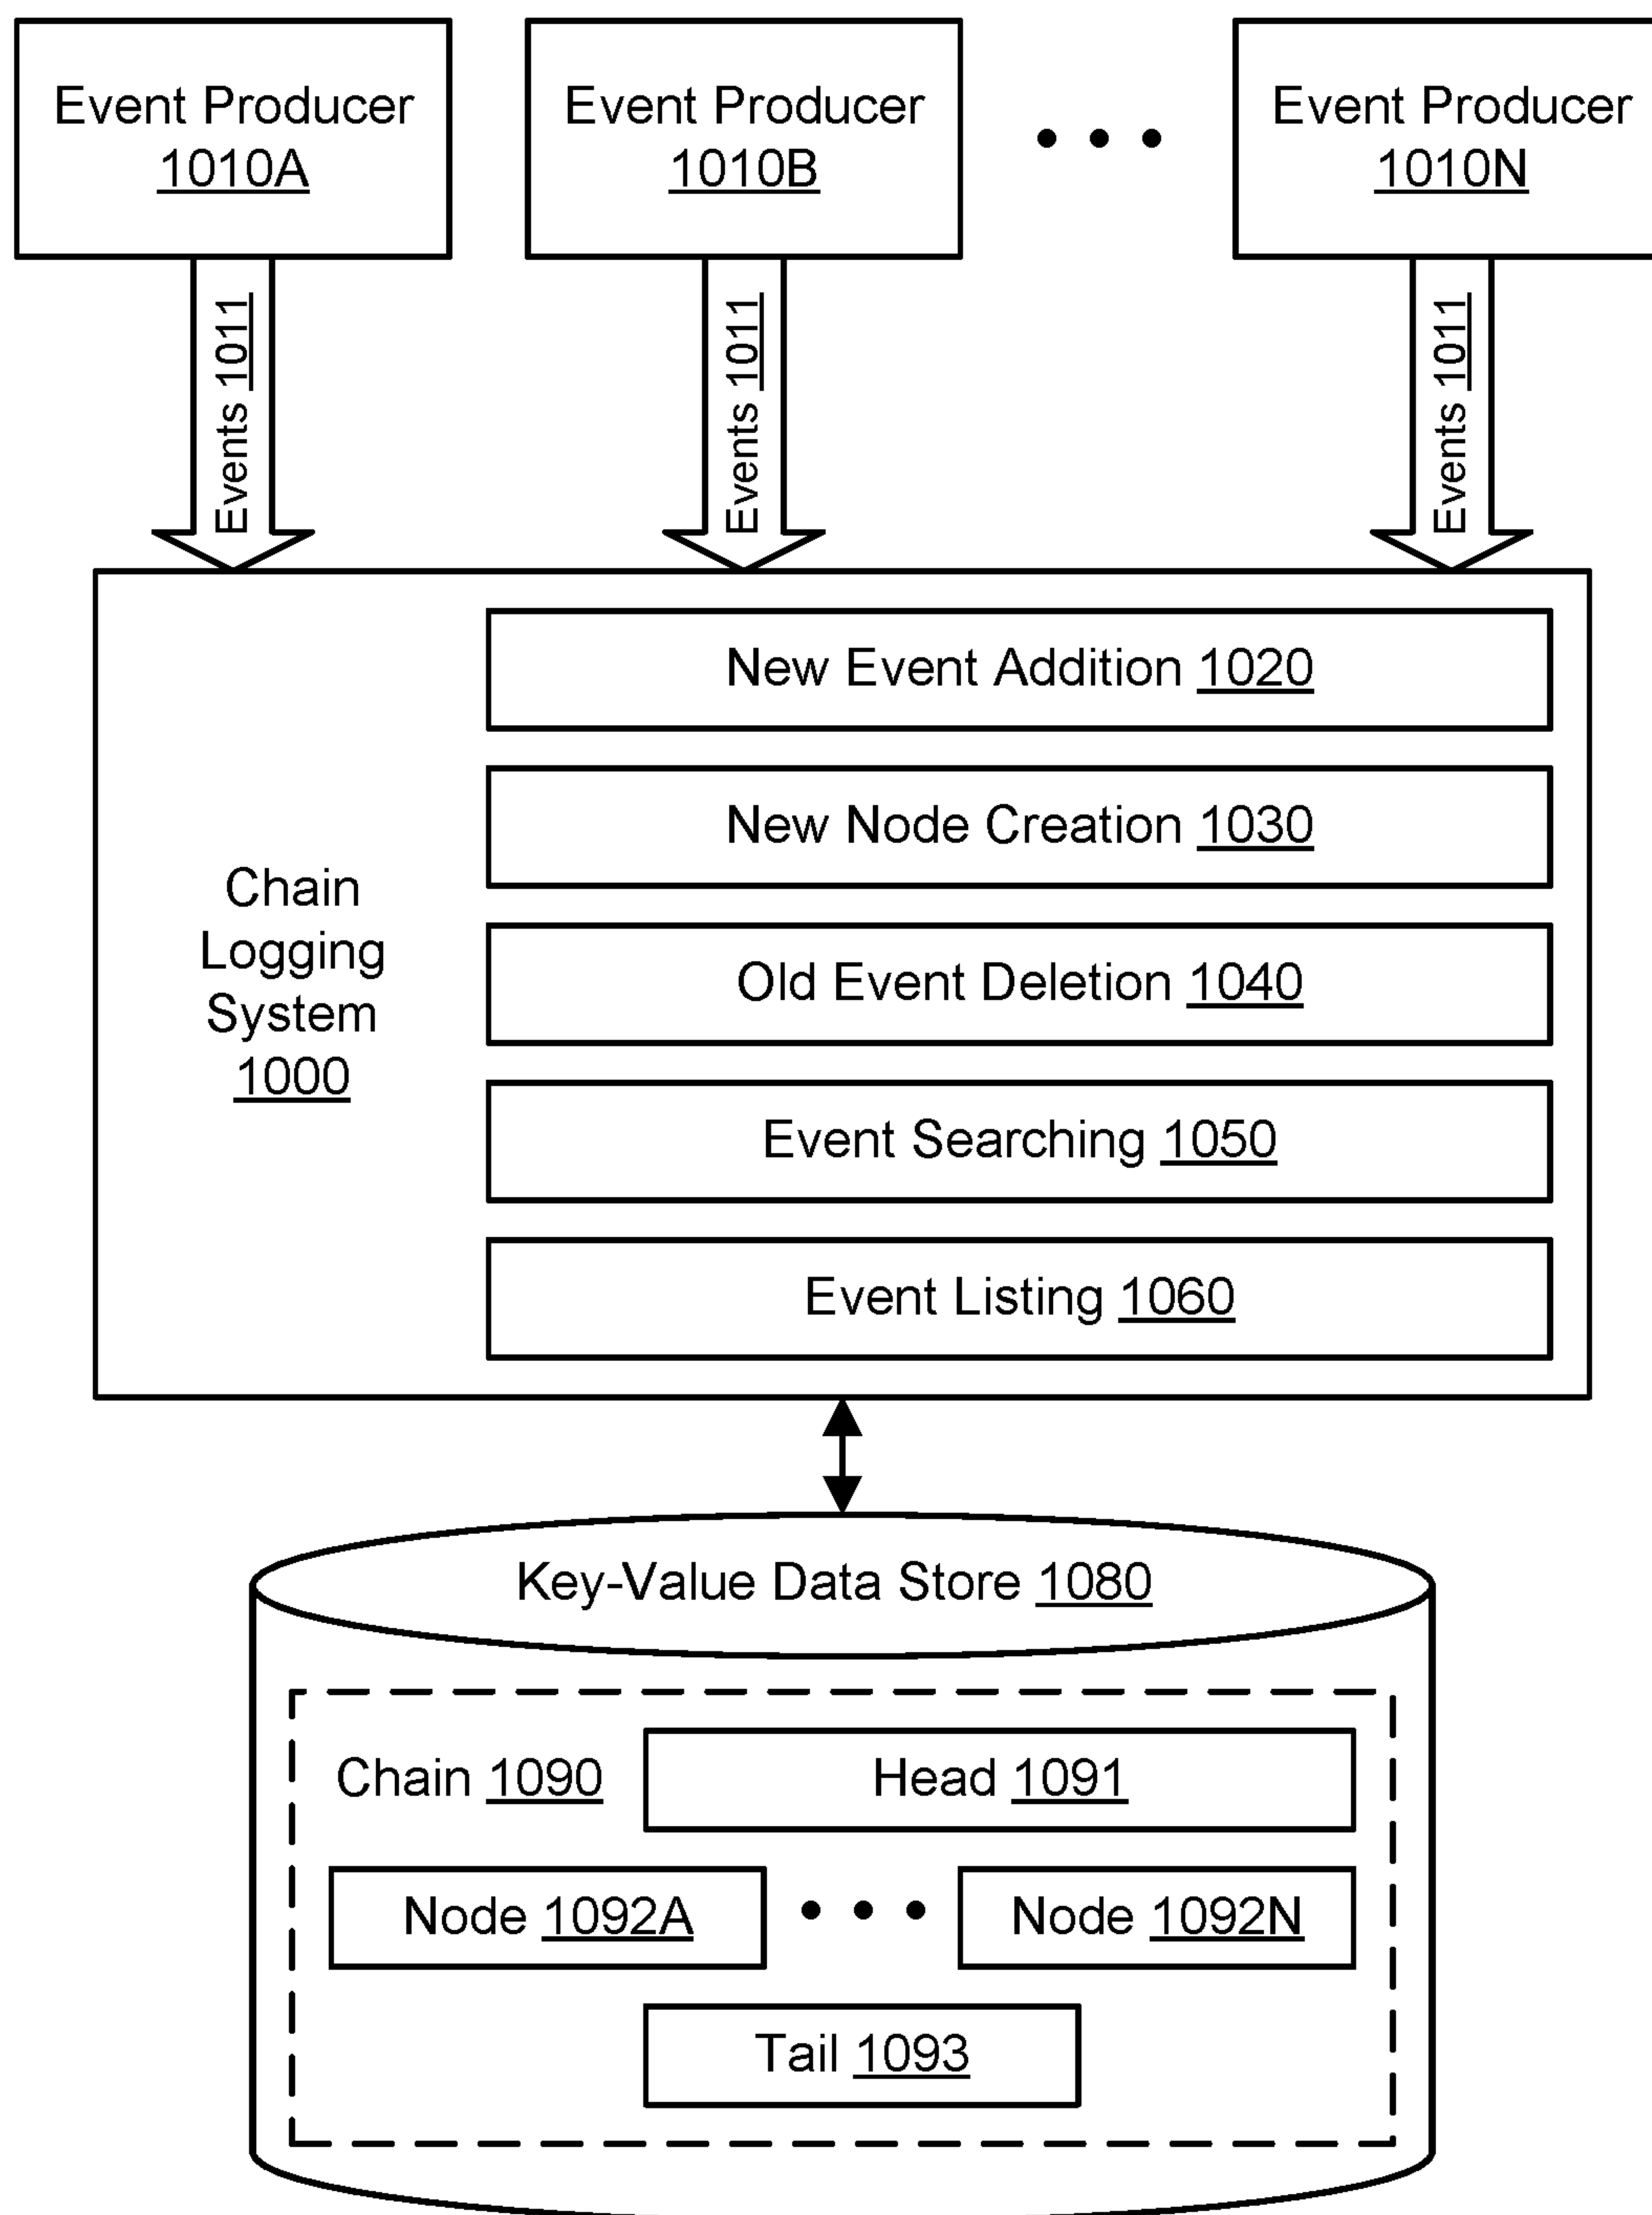 Event Producer
1010A
Event Producer
1010B
Event Producer
1010N
Events 1011
Events 1011
Events 1011
Chain
Logging
System
1000
New Event Addition 1020
New Node Creation 1030
Old Event Deletion 1040
Event Searching 1050
Event Listing 1060
Key-Value Data Store 1080
Chain 1090
Head 1091
Node 1092A
Node 1092N
Tail 1093